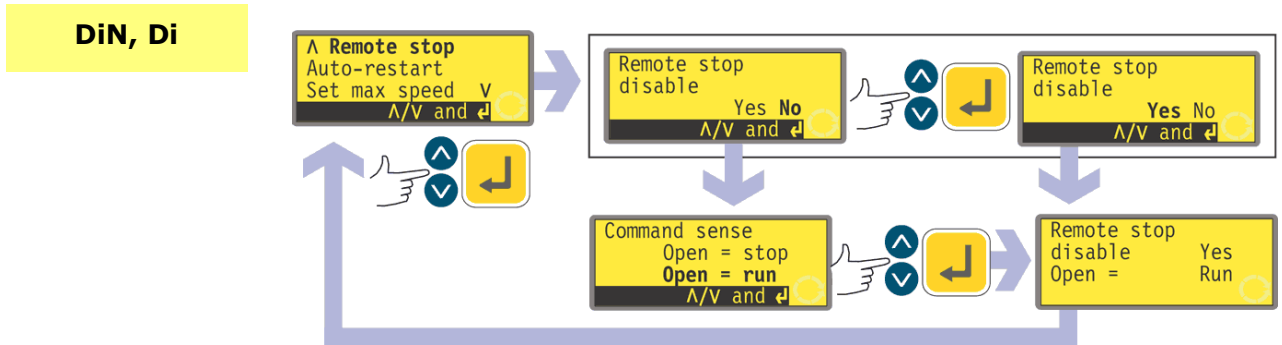 DiN, Di
Λ Remote stop
Auto-restart
Set max speed V
Λ/V and ↲
Remote stop
disable
Yes No
Λ/V and ↲
Remote stop
disable
Yes No
Λ/V and ↲
Command sense
Open = stop
Open = run
Λ/V and ↲
Remote stop
disable Yes
Open = Run